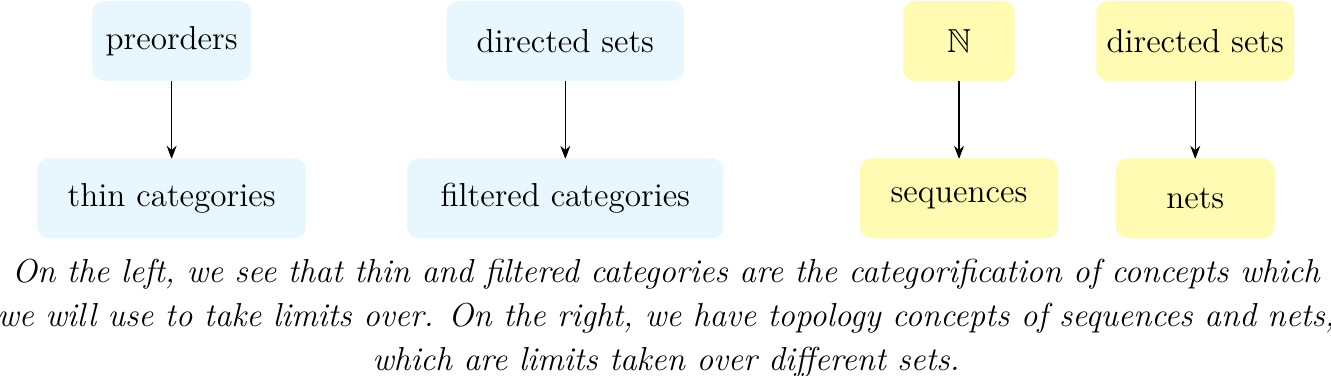 preorders
directed sets
ℕ
directed sets
thin categories
filtered categories
sequences
nets
On the left, we see that thin and filtered categories are the categorification of concepts which
we will use to take limits over. On the right, we have topology concepts of sequences and nets,
which are limits taken over different sets.